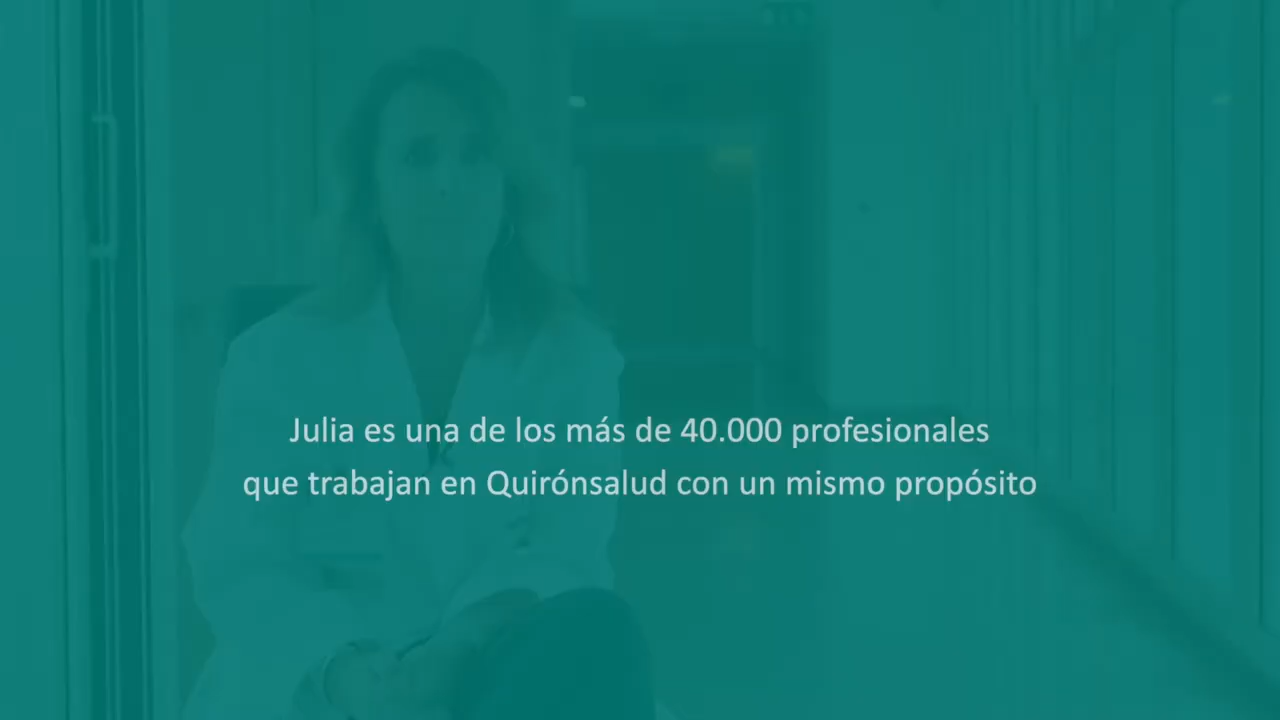 Julia es una de los más de 40.000 profesionales
que trabajan en Quirónsalud con un mismo propósito